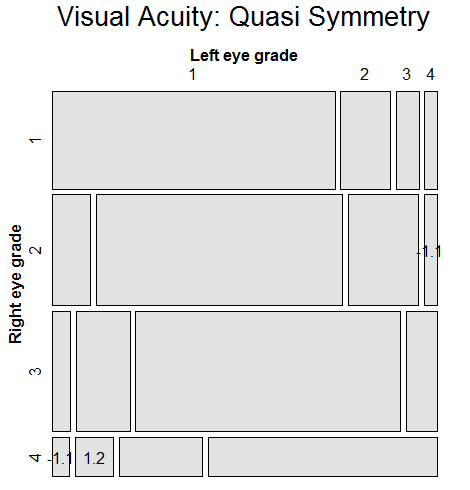 Visual Acuity: Quasi Symmetry
Left eye grade
1 2 3 4
Right eye grade
1
2
-1.1
3
4
-1.1 1.2